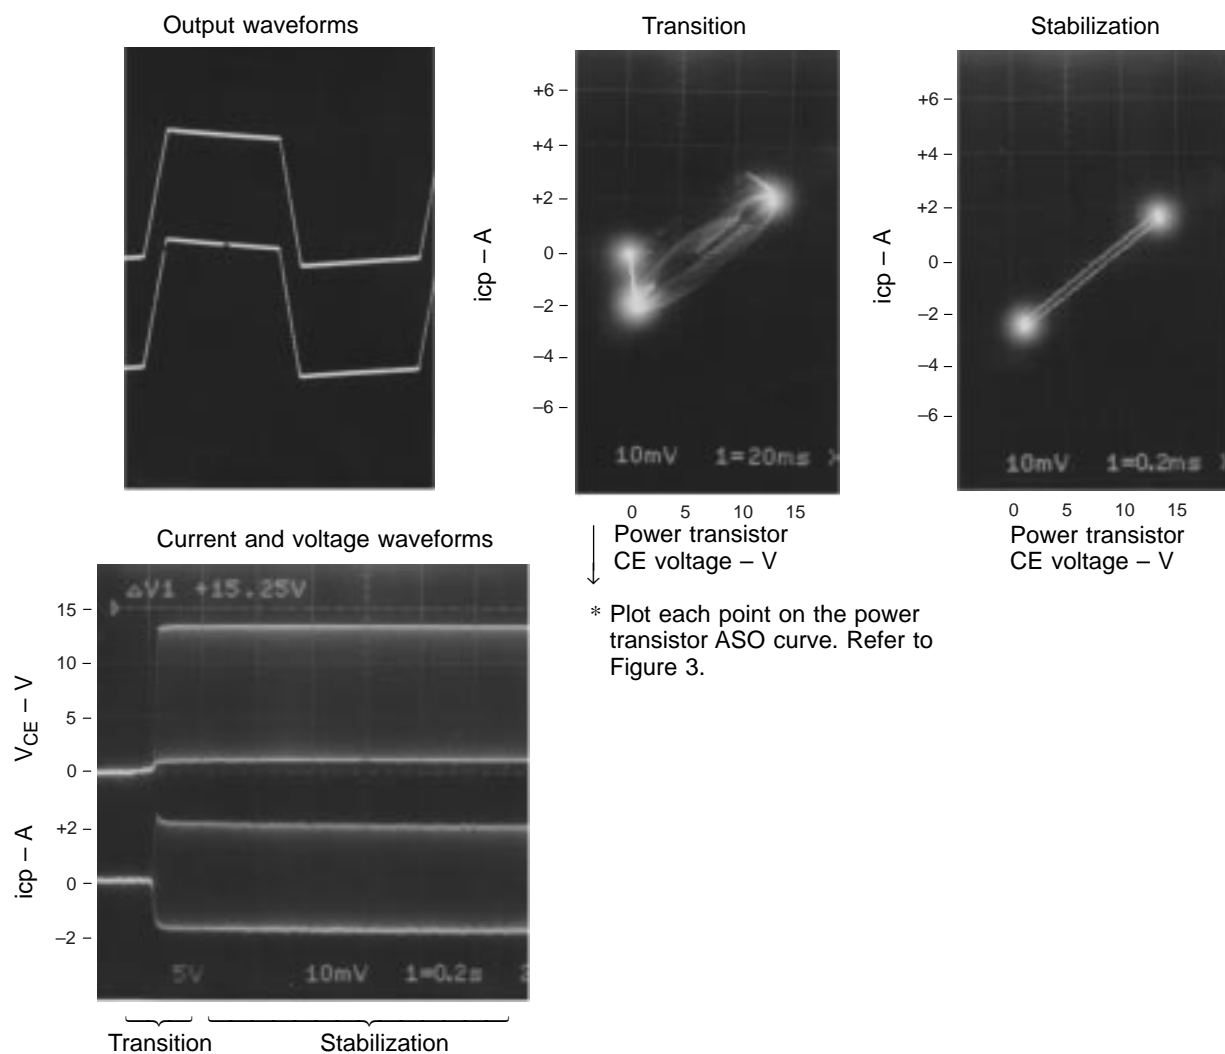 Output waveforms
Transition
+6
+4
+2
0
–2
–4
–6
icp – A
10mV 1=20ms
0 5 10 15
Power transistor
CE voltage – V
* Plot each point on the power
transistor ASO curve. Refer to
Figure 3.
Stabilization
+6
+4
+2
0
–2
–4
–6
icp – A
10mV 1=0.2ms
0 5 10 15
Power transistor
CE voltage – V
Current and voltage waveforms
△V1 +15.25V
15
10
5
0
VCE – V
+2
0
–2
icp – A
5V 10mV 1=0.2s
Transition Stabilization